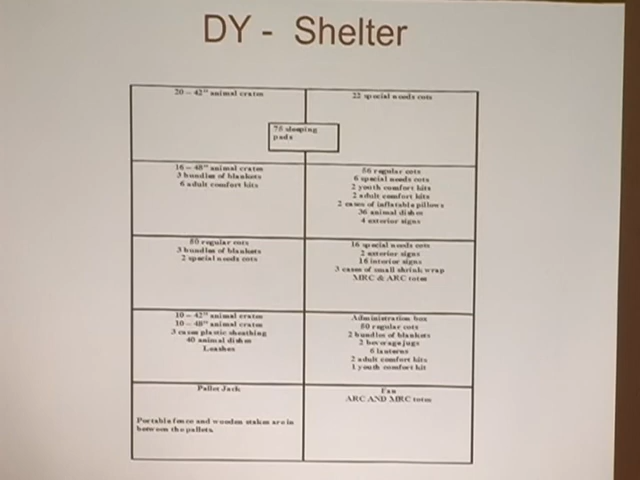 DY - Shelter
20 – 42" animal crates
22 special needs cots
78 sleeping
pads
16 – 48" animal crates
3 bundles of blankets
6 adult comfort kits
86 regular cots
6 special needs cots
2 youth comfort kits
2 adult comfort kits
2 cases of inflatable pillows
36 animal dishes
4 exterior signs
80 regular cots
3 bundles of blankets
2 special needs cots
16 special needs cots
2 exterior signs
16 interior signs
3 cases of small shrink wrap
MRC & ARC totes
10 – 42" animal crates
10 – 48" animal crates
3 cases plastic sheathing
40 animal dishes
Leashes
Administration box
80 regular cots
2 bundles of blankets
2 beverage jugs
6 lanterns
2 adult comfort kits
1 youth comfort kit
Pallet Jack
Portable fence and wooden stakes are in
between the pallets.
Fan
ARC AND MRC totes